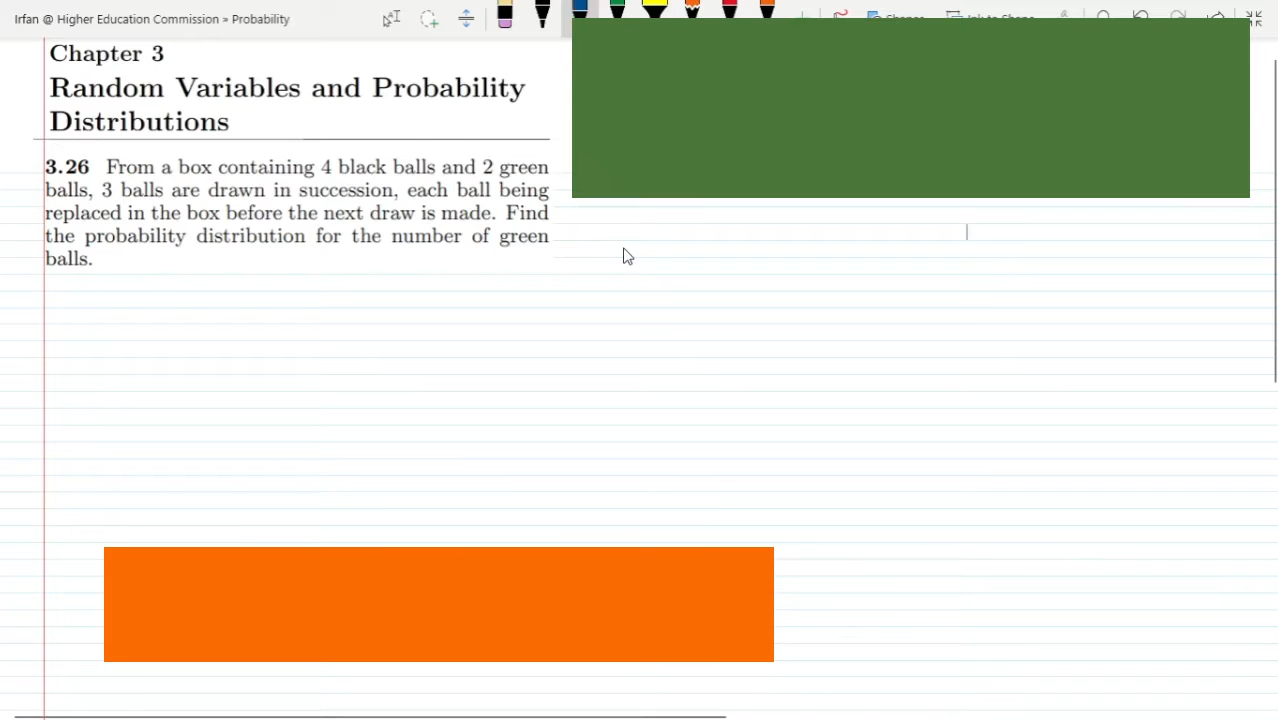 Irfan @ Higher Education Commission » Probability
Chapter 3
Random Variables and Probability
Distributions
3.26 From a box containing 4 black balls and 2 green
balls, 3 balls are drawn in succession, each ball being
replaced in the box before the next draw is made. Find
the probability distribution for the number of green
balls.